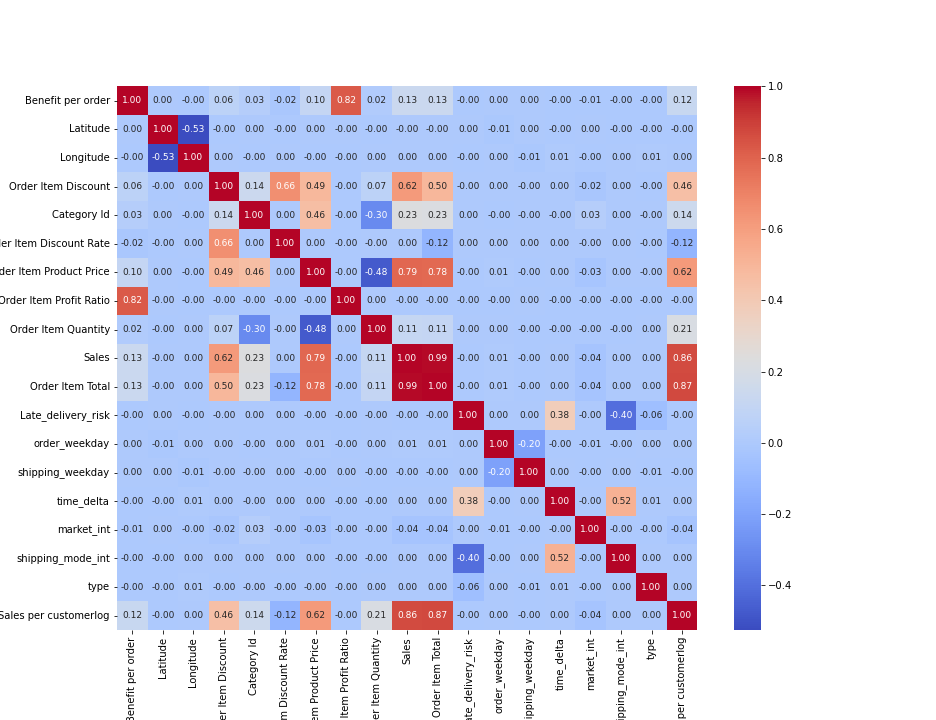 Benefit per order 1.00 0.00 -0.00 0.06 0.03 -0.02 0.10 0.82 0.02 0.13 0.13 -0.00 0.00 0.00 -0.00 -0.01 -0.00 -0.00 0.12
Latitude 0.00 1.00 -0.53 -0.00 0.00 -0.00 0.00 -0.00 -0.00 -0.00 -0.00 0.00 -0.01 0.00 -0.00 0.00 0.00 -0.00 -0.00
Longitude -0.00 -0.53 1.00 0.00 -0.00 0.00 -0.00 -0.00 0.00 0.00 0.00 -0.00 0.00 -0.01 0.01 -0.00 0.00 0.01 0.00
Order Item Discount 0.06 -0.00 0.00 1.00 0.14 0.66 0.49 -0.00 0.07 0.62 0.50 -0.00 0.00 -0.00 0.00 -0.02 0.00 -0.00 0.46
Category Id 0.03 0.00 -0.00 0.14 1.00 0.00 0.46 -0.00 -0.30 0.23 0.23 0.00 0.00 -0.00 0.00 0.03 -0.00 0.00 0.14
er Item Discount Rate -0.02 -0.00 0.00 0.66 0.00 1.00 0.00 -0.00 -0.00 0.00 -0.12 -0.00 0.00 0.00 -0.00 0.00 -0.00 -0.00 -0.12
der Item Product Price 0.10 0.00 -0.00 0.49 0.46 0.00 1.00 -0.00 -0.48 0.79 0.78 -0.00 0.01 -0.00 0.00 -0.03 -0.00 0.00 0.62
Order Item Profit Ratio 0.82 -0.00 -0.00 -0.00 -0.00 -0.00 -0.00 1.00 0.00 -0.00 -0.00 -0.00 0.00 -0.00 -0.00 -0.00 -0.00 -0.00 -0.00
Order Item Quantity 0.02 -0.00 0.00 0.07 -0.30 -0.00 -0.48 0.00 1.00 0.11 0.11 -0.00 0.00 -0.00 -0.00 -0.00 0.00 0.00 0.21
Sales 0.13 -0.00 0.00 0.62 0.23 0.00 0.79 -0.00 0.11 1.00 0.99 -0.00 0.01 -0.00 0.00 -0.04 -0.00 0.00 0.86
Order Item Total 0.13 -0.00 0.00 0.50 0.23 -0.12 0.78 -0.00 0.11 0.99 1.00 -0.00 0.01 -0.00 0.00 -0.04 -0.00 0.00 0.87
Late_delivery_risk -0.00 0.00 -0.00 -0.00 0.00 -0.00 -0.00 -0.00 -0.00 -0.00 -0.00 1.00 0.00 0.00 0.38 -0.00 -0.40 -0.06 -0.00
order_weekday 0.00 -0.01 0.00 0.00 0.00 0.00 0.01 0.00 0.00 0.01 0.01 0.00 1.00 -0.20 -0.00 -0.01 -0.00 0.00 0.00
shipping_weekday 0.00 0.00 -0.01 -0.00 -0.00 0.00 -0.00 -0.00 -0.00 -0.00 -0.00 0.00 -0.20 1.00 0.00 -0.00 0.00 -0.01 -0.00
time_delta -0.00 -0.00 0.01 0.00 0.00 -0.00 0.00 -0.00 -0.00 0.00 0.00 0.38 -0.00 0.00 1.00 -0.00 0.52 0.01 0.00
market_int -0.01 0.00 -0.00 -0.02 0.03 0.00 -0.03 -0.00 -0.00 -0.04 -0.04 -0.00 -0.01 -0.00 -0.00 1.00 -0.00 -0.00 -0.04
shipping_mode_int -0.00 0.00 0.00 0.00 -0.00 -0.00 -0.00 -0.00 0.00 -0.00 -0.00 -0.40 -0.00 0.00 0.52 -0.00 1.00 0.00 0.00
type -0.00 -0.00 0.01 -0.00 0.00 -0.00 0.00 -0.00 0.00 0.00 0.00 -0.06 0.00 -0.01 0.01 -0.00 0.00 1.00 0.00
Sales per customerlog 0.12 -0.00 0.00 0.46 0.14 -0.12 0.62 -0.00 0.21 0.86 0.87 -0.00 0.00 -0.00 0.00 -0.04 0.00 0.00 1.00
Benefit per order
Latitude
Longitude
er Item Discount
Category Id
m Discount Rate
em Product Price
Item Profit Ratio
er Item Quantity
Sales
Order Item Total
ate_delivery_risk
order_weekday
ipping_weekday
time_delta
market_int
ipping_mode_int
type
per customerlog
1.0
0.8
0.6
0.4
0.2
0.0
−0.2
−0.4